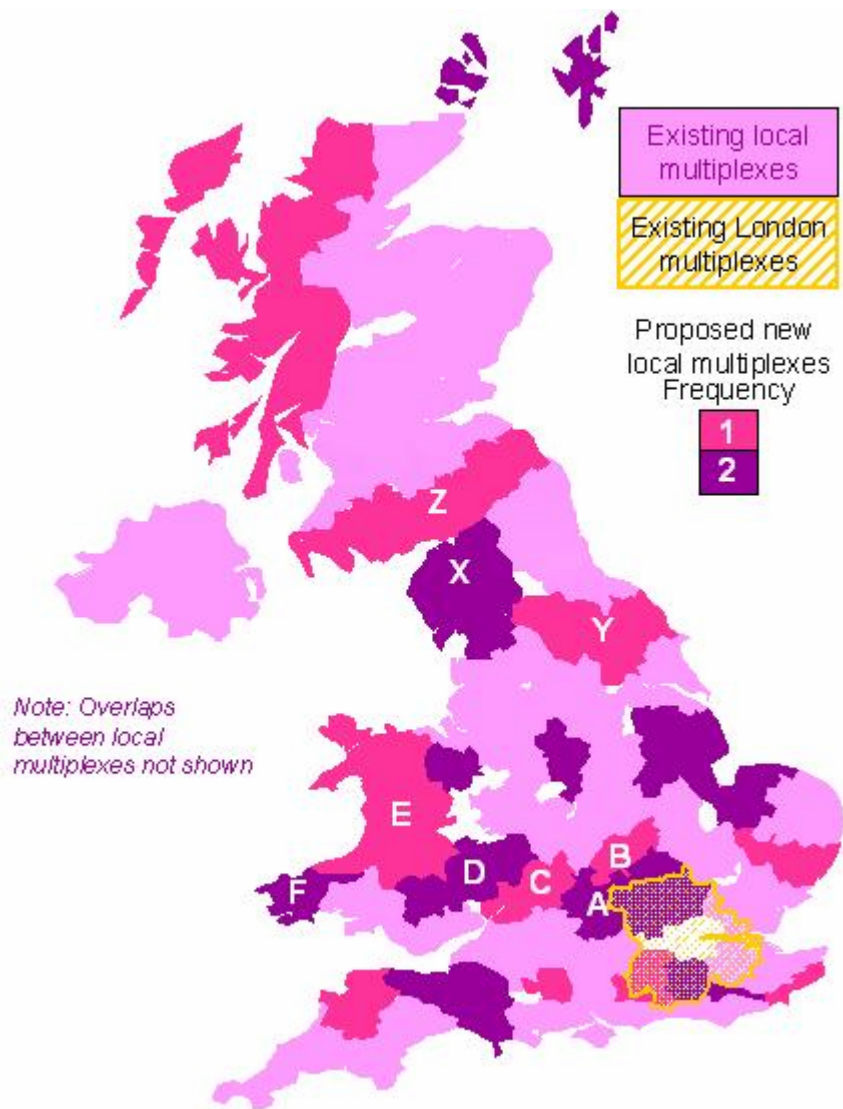 Existing local
multiplexes
Existing London
multiplexes
Proposed new
local multiplexes
Frequency
1
2
Z
X
Y
Note: Overlaps
between local
multiplexes not shown
E
B
D
C
F
A